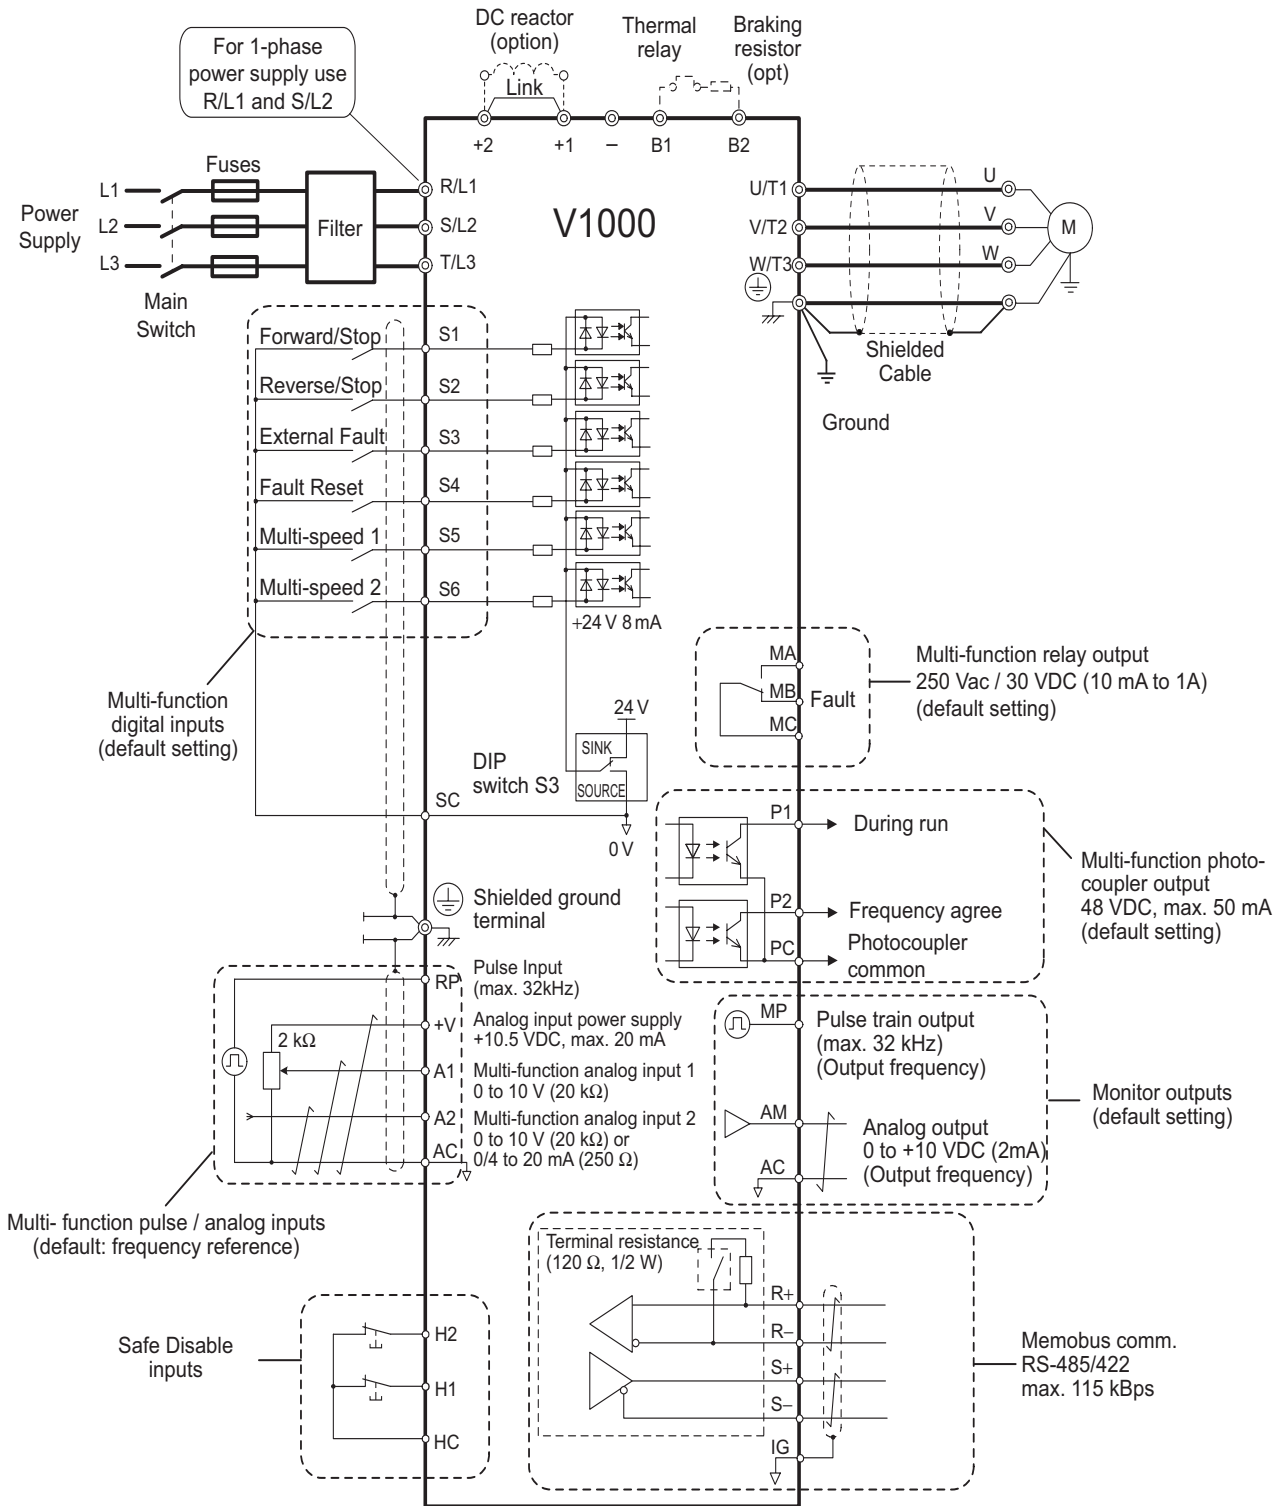 DC reactor
(option)
Thermal
relay
Braking
resistor
(opt)
For 1-phase
power supply use
R/L1 and S/L2
Link
+2
+1
–
B1
B2
Fuses
Power
Supply
L1
L2
L3
Filter
Main
Switch
R/L1
S/L2
T/L3
V1000
U/T1
V/T2
W/T3
U
V
W
M
Shielded
Cable
Ground
Forward/Stop
S1
Reverse/Stop
S2
External Fault
S3
Fault Reset
S4
Multi-speed 1
S5
Multi-speed 2
S6
+24 V 8 mA
Multi-function
digital inputs
(default setting)
24 V
SINK
SOURCE
DIP
switch S3
SC
0 V
MA
MB
MC
Fault
Multi-function relay output
250 Vac / 30 VDC (10 mA to 1A)
(default setting)
P1
During run
P2
Frequency agree
PC
Photocoupler
common
Multi-function photo-
coupler output
48 VDC, max. 50 mA
(default setting)
Shielded ground
terminal
RP
Pulse Input
(max. 32kHz)
+V
Analog input power supply
+10.5 VDC, max. 20 mA
2 kΩ
A1
Multi-function analog input 1
0 to 10 V (20 kΩ)
A2
Multi-function analog input 2
0 to 10 V (20 kΩ) or
0/4 to 20 mA (250 Ω)
AC
Multi- function pulse / analog inputs
(default: frequency reference)
MP
Pulse train output
(max. 32 kHz)
(Output frequency)
AM
Analog output
0 to +10 VDC (2mA)
(Output frequency)
AC
Monitor outputs
(default setting)
Terminal resistance
(120 Ω, 1/2 W)
R+
R–
S+
S–
IG
Memobus comm.
RS-485/422
max. 115 kBps
Safe Disable
inputs
H2
H1
HC